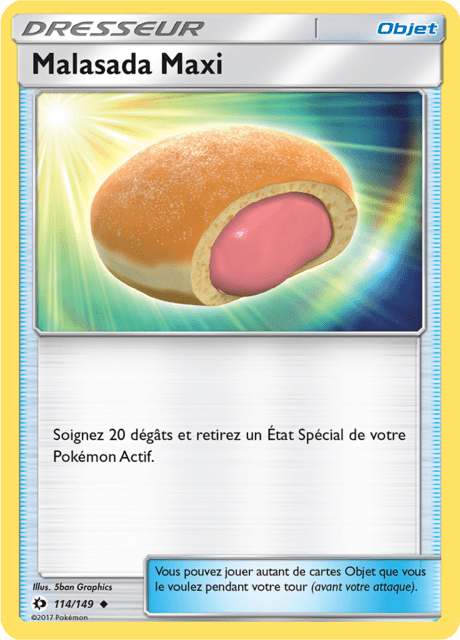 DRESSEUR Objet
Malasada Maxi
Soignez 20 dégâts et retirez un État Spécial de votre
Pokémon Actif.
Vous pouvez jouer autant de cartes Objet que vous
le voulez pendant votre tour (avant votre attaque).
Illus. 5ban Graphics
114/149
©2017 Pokémon